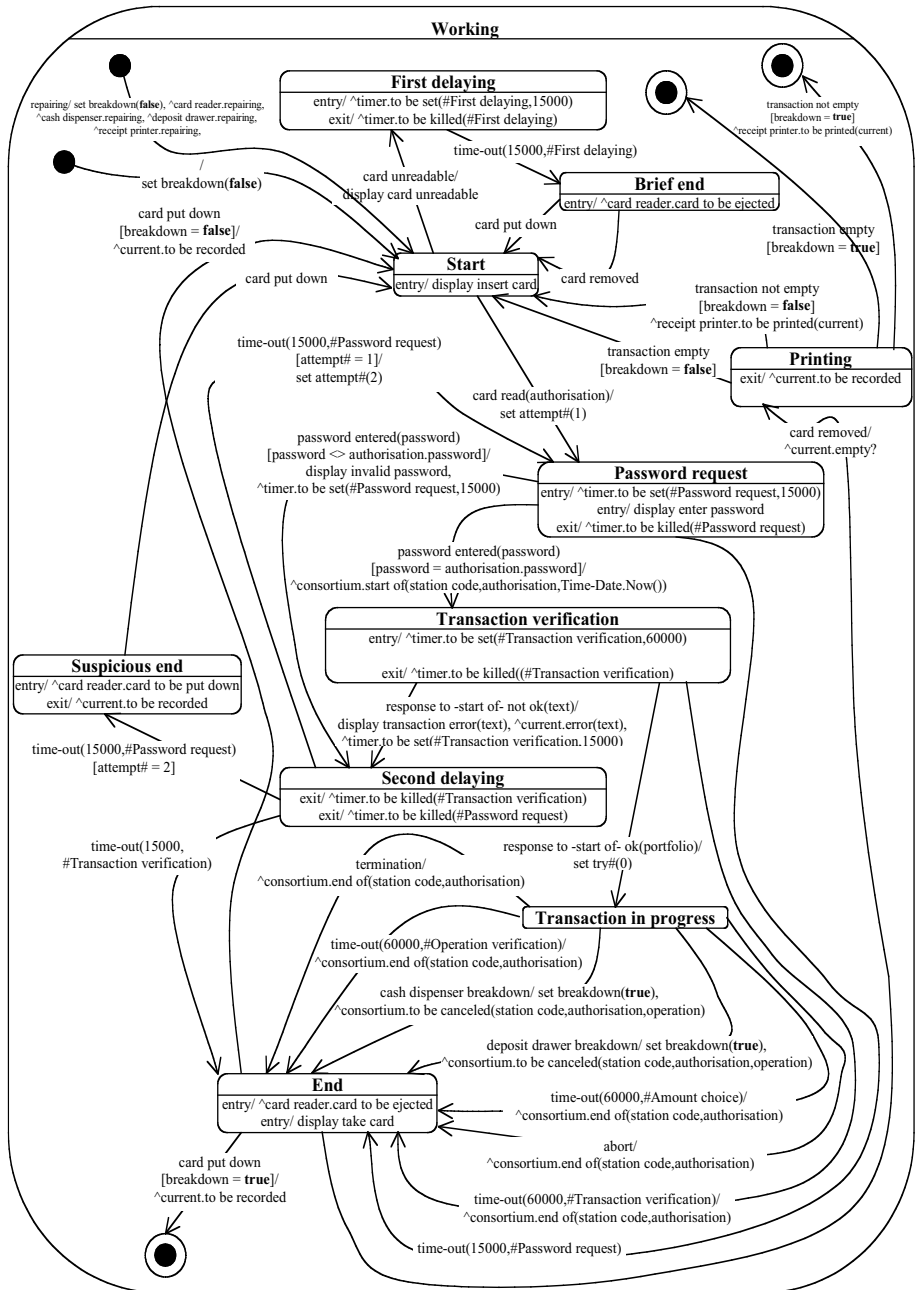 Working
First delaying
entry/ ^timer.to be set(#First delaying,15000)
exit/ ^timer.to be killed(#First delaying)
repairing/ set breakdown(false), ^card reader.repairing,
^cash dispenser.repairing, ^deposit drawer.repairing,
^receipt printer.repairing,
transaction not empty
[breakdown = true]
^receipt printer.to be printed(current)
time-out(15000,#First delaying)
/
set breakdown(false)
card unreadable/
display card unreadable
Brief end
entry/ ^card reader.card to be ejected
card put down
[breakdown = false]/
^current.to be recorded
card put down
transaction empty
[breakdown = true]
Start
entry/ display insert card
card removed
card put down
transaction not empty
[breakdown = false]
^receipt printer.to be printed(current)
time-out(15000,#Password request)
[attempt# = 1]/
set attempt#(2)
transaction empty
[breakdown = false]
Printing
exit/ ^current.to be recorded
card read(authorisation)/
set attempt#(1)
card removed/
^current.empty?
password entered(password)
[password <> authorisation.password]/
display invalid password,
^timer.to be set(#Password request,15000)
Password request
entry/ ^timer.to be set(#Password request,15000)
entry/ display enter password
exit/ ^timer.to be killed(#Password request)
password entered(password)
[password = authorisation.password]/
^consortium.start of(station code,authorisation,Time-Date.Now())
Transaction verification
entry/ ^timer.to be set(#Transaction verification,60000)
exit/ ^timer.to be killed((#Transaction verification)
Suspicious end
entry/ ^card reader.card to be put down
exit/ ^current.to be recorded
response to -start of- not ok(text)/
display transaction error(text), ^current.error(text),
^timer.to be set(#Transaction verification.15000)
time-out(15000,#Password request)
[attempt# = 2]
Second delaying
exit/ ^timer.to be killed(#Transaction verification)
exit/ ^timer.to be killed(#Password request)
time-out(15000,
#Transaction verification)
termination/
^consortium.end of(station code,authorisation)
response to -start of- ok(portfolio)/
set try#(0)
Transaction in progress
time-out(60000,#Operation verification)/
^consortium.end of(station code,authorisation)
cash dispenser breakdown/ set breakdown(true),
^consortium.to be canceled(station code,authorisation,operation)
deposit drawer breakdown/ set breakdown(true),
^consortium.to be canceled(station code,authorisation,operation)
End
entry/ ^card reader.card to be ejected
entry/ display take card
time-out(60000,#Amount choice)/
^consortium.end of(station code,authorisation)
abort/
^consortium.end of(station code,authorisation)
card put down
[breakdown = true]/
^current.to be recorded
time-out(60000,#Transaction verification)/
^consortium.end of(station code,authorisation)
time-out(15000,#Password request)